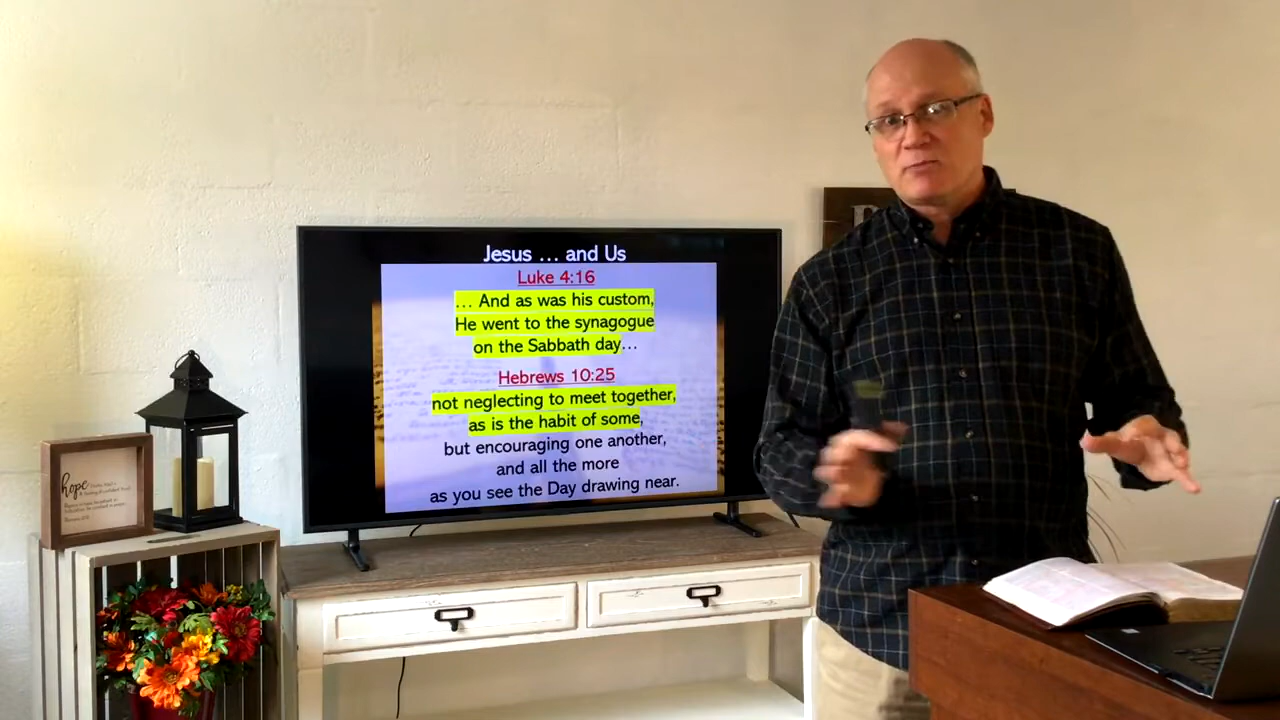 Jesus … and Us
Luke 4:16
… And as was his custom,
He went to the synagogue
on the Sabbath day…
Hebrews 10:25
not neglecting to meet together,
as is the habit of some,
but encouraging one another,
and all the more
as you see the Day drawing near.
hope